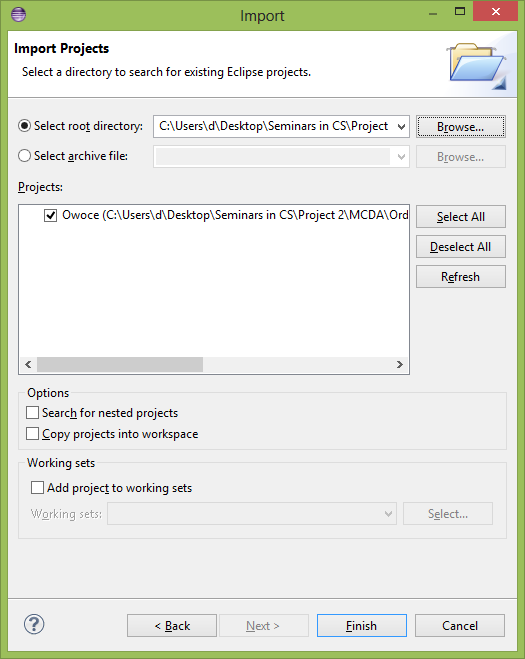 Import
Import Projects
Select a directory to search for existing Eclipse projects.
Select root directory: C:\Users\d\Desktop\Seminars in CS\Project Browse...
Select archive file: Browse...
Projects:
Owoce (C:\Users\d\Desktop\Seminars in CS\Project 2\MCDA\Ord
Select All
Deselect All
Refresh
Options
Search for nested projects
Copy projects into workspace
Working sets
Add project to working sets
Working sets: Select...
? < Back Next > Finish Cancel